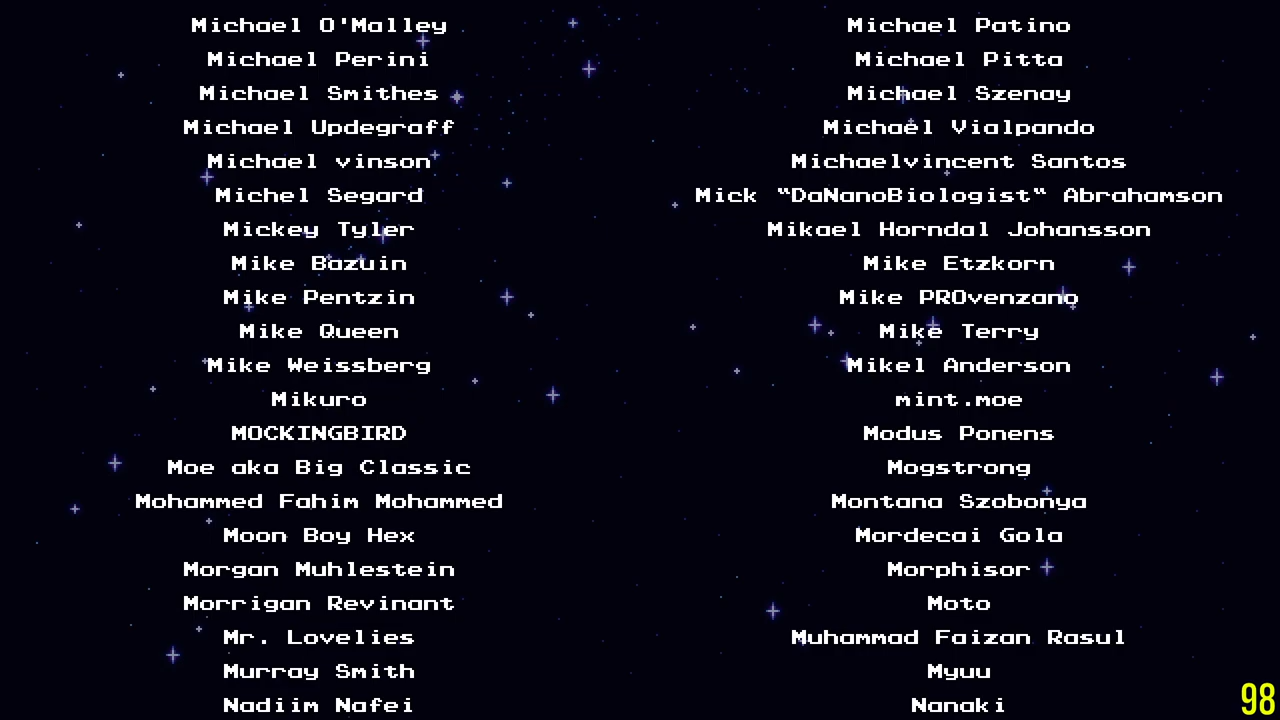 Michael O'Malley
Michael Patino
Michael Perini
Michael Pitta
Michael Smithes
Michael Szenay
Michael Updegraff
Michael Vialpando
Michael vinson
Michaelvincent Santos
Michel Segard
Mick "DaNanoBiologist" Abrahamson
Mickey Tyler
Mikael Horndal Johansson
Mike Bazuin
Mike Etzkorn
Mike Pentzin
Mike PROvenzano
Mike Queen
Mike Terry
Mike Weissberg
Mikel Anderson
Mikuro
mint.moe
MOCKINGBIRD
Modus Ponens
Moe aka Big Classic
Mogstrong
Mohammed Fahim Mohammed
Montana Szobonya
Moon Boy Hex
Mordecai Gola
Morgan Muhlestein
Morphisor
Morrigan Revinant
Moto
Mr. Lovelies
Muhammad Faizan Rasul
Murray Smith
Myuu
Nadiim Nafei
Nanaki
98